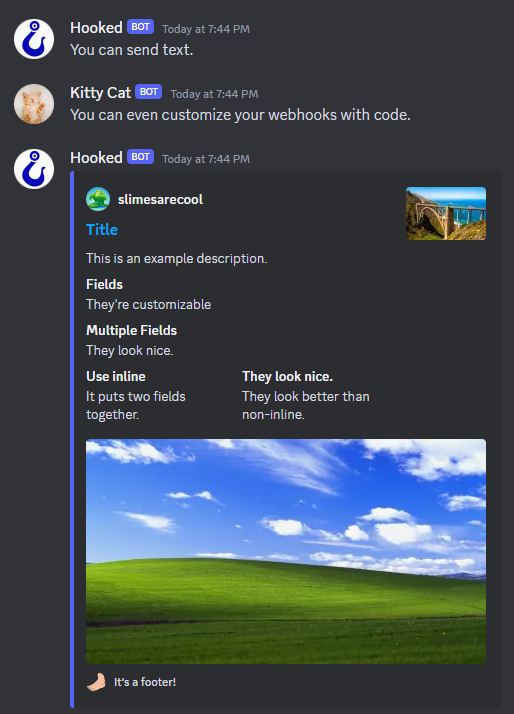 Hooked BOT Today at 7:44 PM
You can send text.
Kitty Cat BOT Today at 7:44 PM
You can even customize your webhooks with code.
Hooked BOT Today at 7:44 PM
slimesarecool
Title
This is an example description.
Fields
They're customizable
Multiple Fields
They look nice.
Use inline
It puts two fields
together.
They look nice.
They look better than
non-inline.
It's a footer!